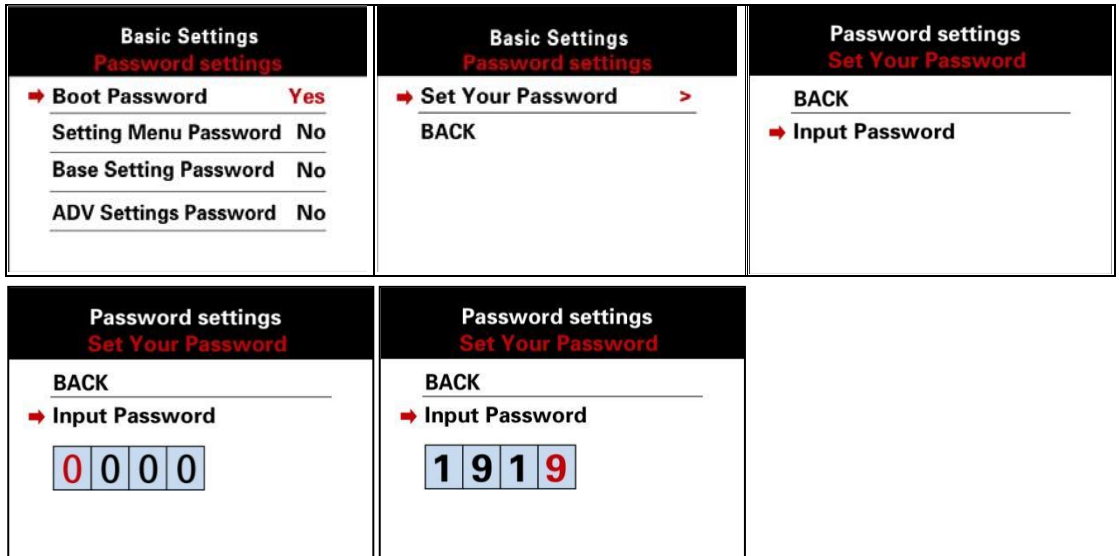 Basic Settings
Password settings
➡ Boot Password Yes
Setting Menu Password No
Base Setting Password No
ADV Settings Password No
Basic Settings
Password settings
➡ Set Your Password >
BACK
Password settings
Set Your Password
BACK
➡ Input Password
Password settings
Set Your Password
BACK
➡ Input Password
0 0 0 0
Password settings
Set Your Password
BACK
➡ Input Password
1 9 1 9